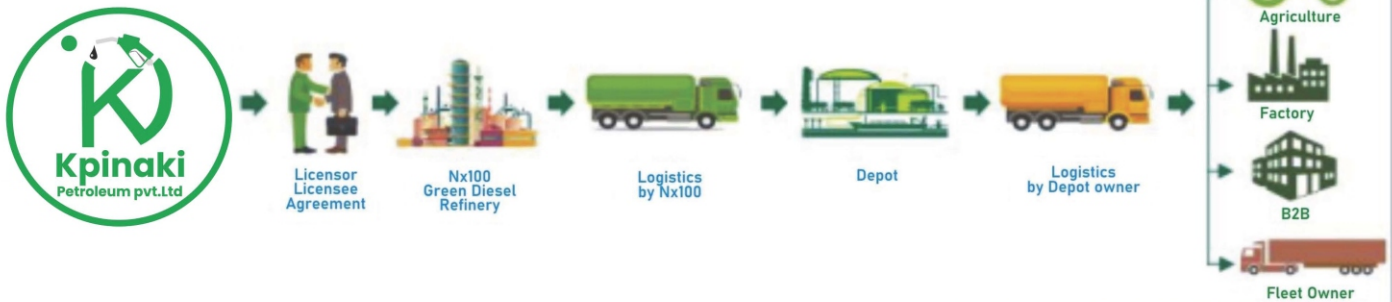 Kpinaki
Petroleum pvt.Ltd
Licensor
Licensee
Agreement
Nx100
Green Diesel
Refinery
Logistics
by Nx100
Depot
Logistics
by Depot owner
Agriculture
Factory
B2B
Fleet Owner